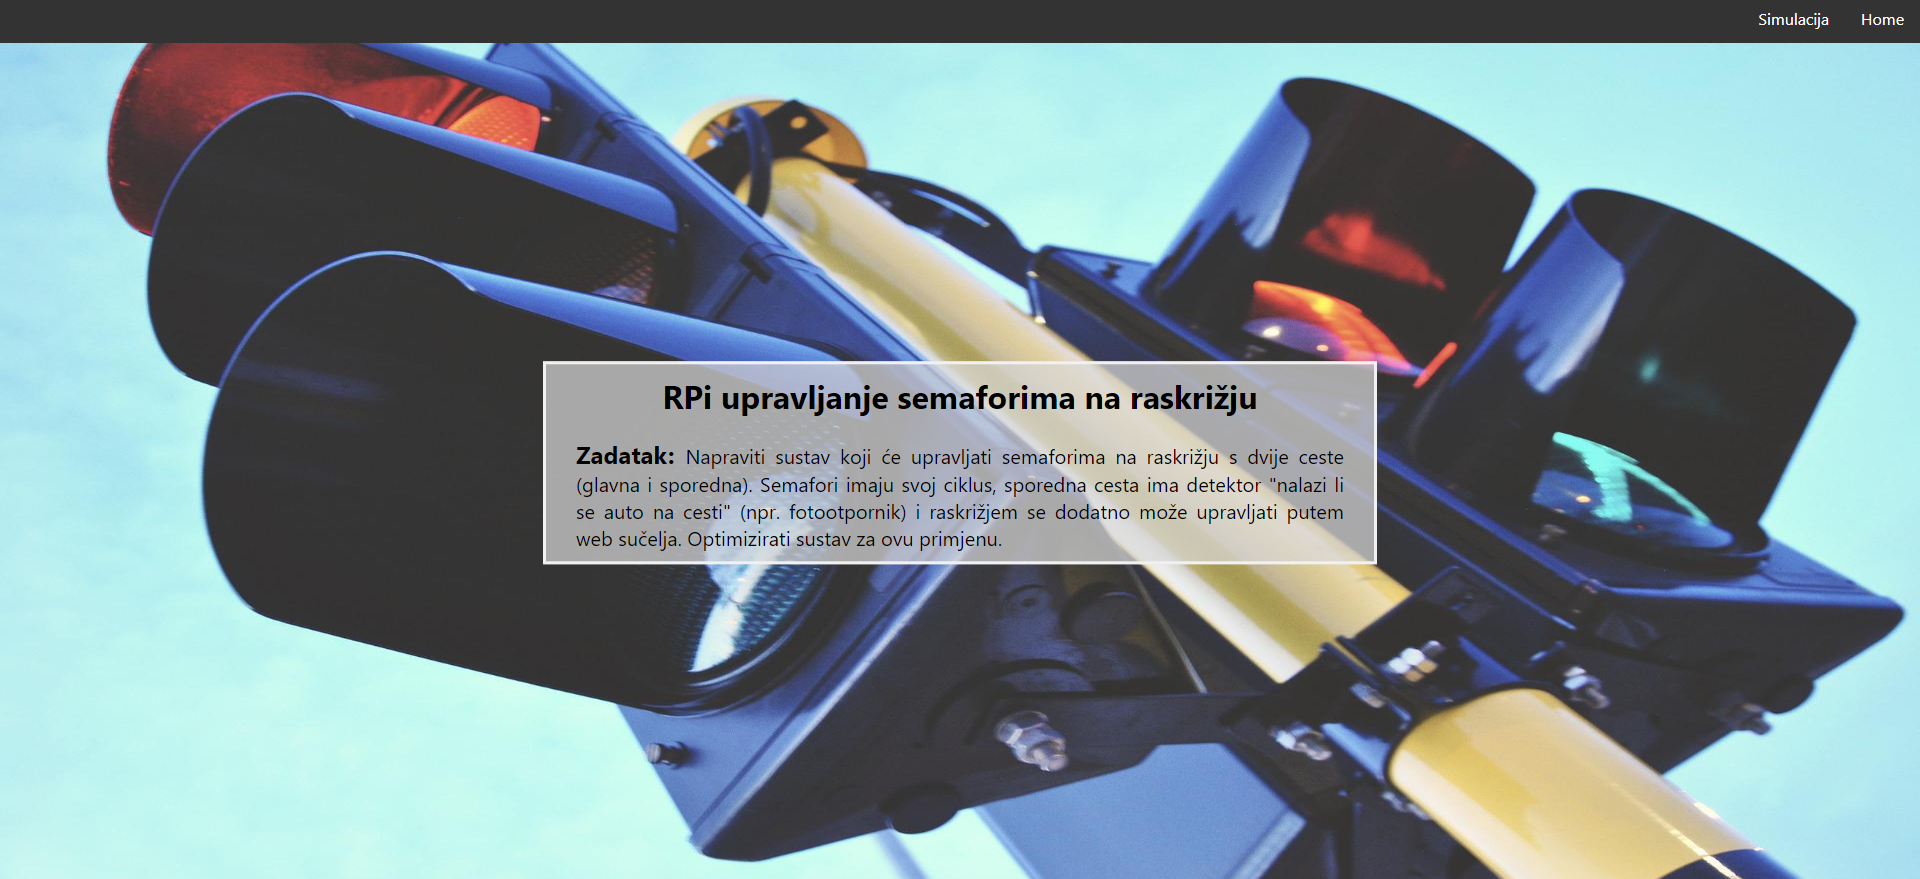 Simulacija Home
RPi upravljanje semaforima na raskrižju
Zadatak: Napraviti sustav koji će upravljati semaforima na raskrižju s dvije ceste
(glavna i sporedna). Semafori imaju svoj ciklus, sporedna cesta ima detektor "nalazi li
se auto na cesti" (npr. fotootpornik) i raskrižjem se dodatno može upravljati putem
web sučelja. Optimizirati sustav za ovu primjenu.